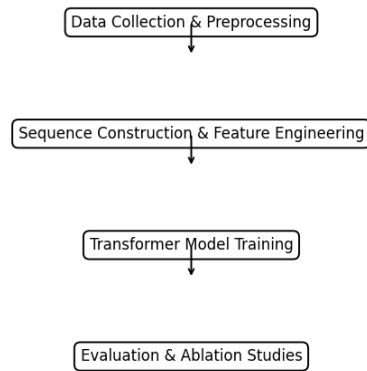 Data Collection & Preprocessing
Sequence Construction & Feature Engineering
Transformer Model Training
Evaluation & Ablation Studies